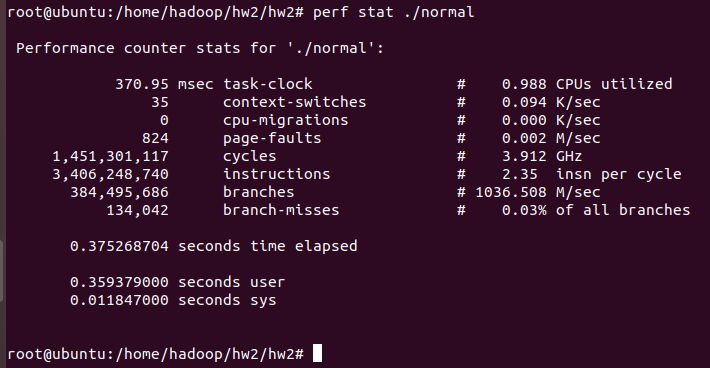 root@ubuntu:/home/hadoop/hw2/hw2# perf stat ./normal
Performance counter stats for './normal':
370.95 msec task-clock # 0.988 CPUs utilized
35 context-switches # 0.094 K/sec
0 cpu-migrations # 0.000 K/sec
824 page-faults # 0.002 M/sec
1,451,301,117 cycles # 3.912 GHz
3,406,248,740 instructions # 2.35 insn per cycle
384,495,686 branches # 1036.508 M/sec
134,042 branch-misses # 0.03% of all branches
0.375268704 seconds time elapsed
0.359379000 seconds user
0.011847000 seconds sys
root@ubuntu:/home/hadoop/hw2/hw2#